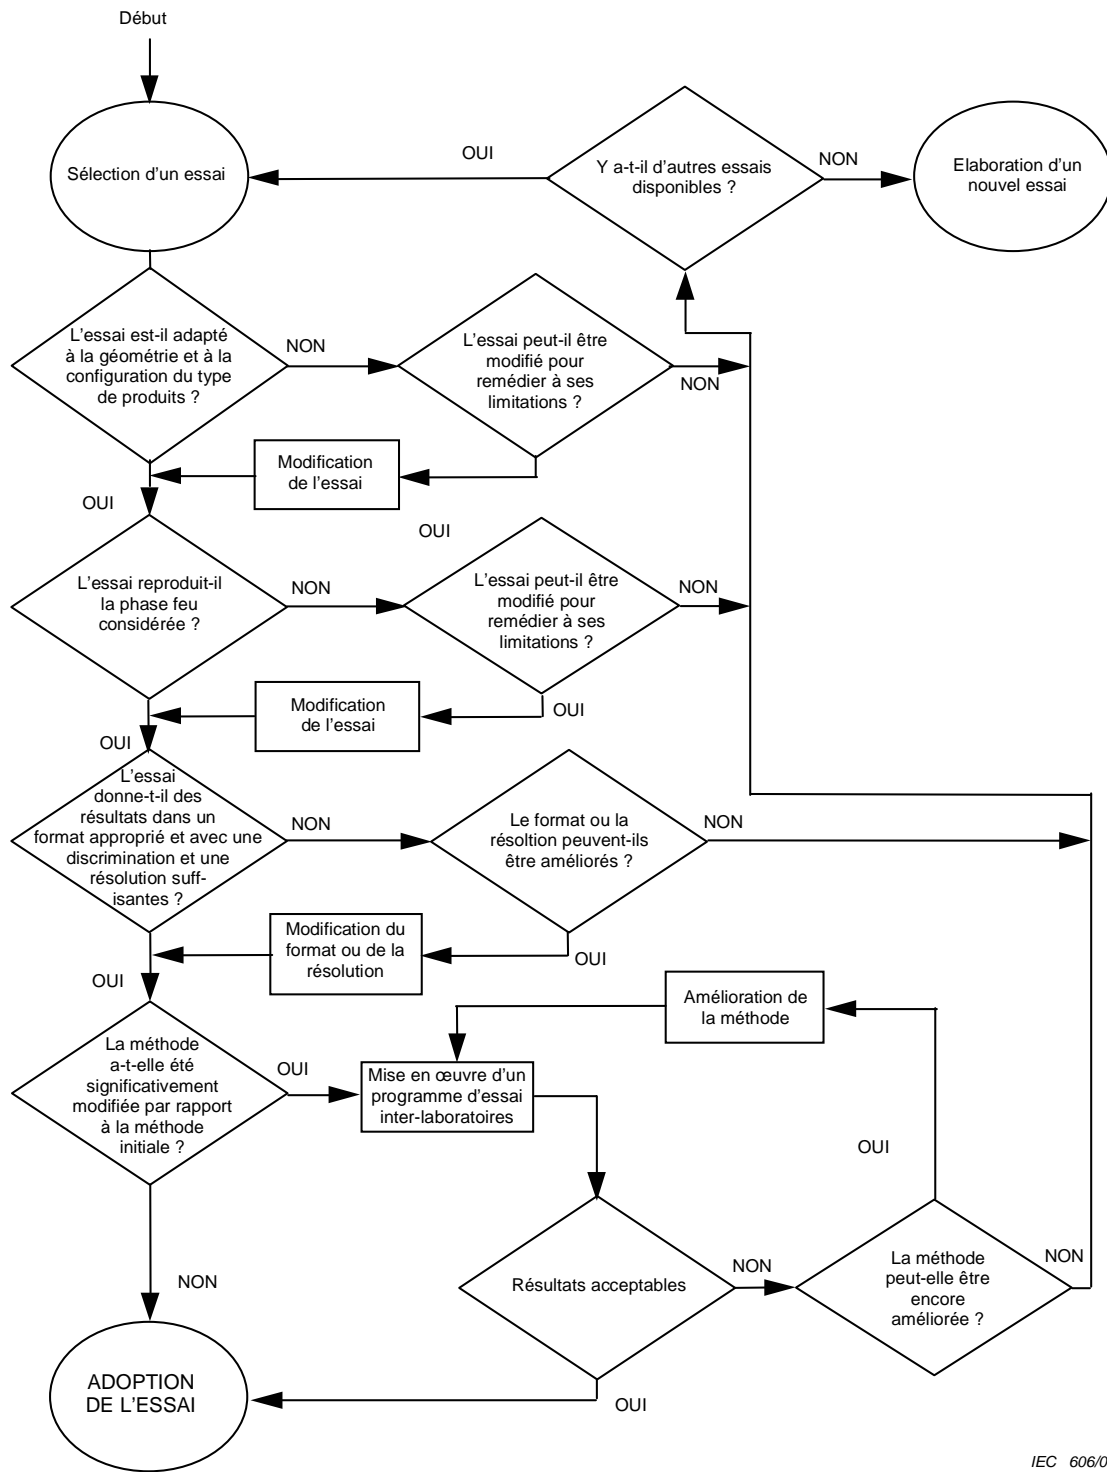 Début
Sélection d'un essai
OUI
Y a-t-il d'autres essais
disponibles ?
NON
Elaboration d'un
nouvel essai
L'essai est-il adapté
à la géométrie et à la
configuration du type
de produits ?
NON
L'essai peut-il être
modifié pour
remédier à ses
limitations ?
NON
Modification
de l'essai
OUI
OUI
L'essai reproduit-il
la phase feu
considérée ?
NON
L'essai peut-il être
modifié pour
remédier à ses
limitations ?
NON
Modification
de l'essai
OUI
OUI
L'essai
donne-t-il des
résultats dans un
format approprié et avec une
discrimination et une
résolution suff-
isantes ?
NON
Le format ou la
résoltion peuvent-ils
être améliorés ?
NON
Modification du
format ou de la
résolution
OUI
OUI
Amélioration de
la méthode
La méthode
a-t-elle été
significativement
modifiée par rapport
à la méthode
initiale ?
OUI
Mise en œuvre d'un
programme d'essai
inter-laboratoires
OUI
NON
Résultats acceptables
NON
La méthode
peut-elle être
encore
améliorée ?
NON
ADOPTION
DE L'ESSAI
OUI
IEC 606/0